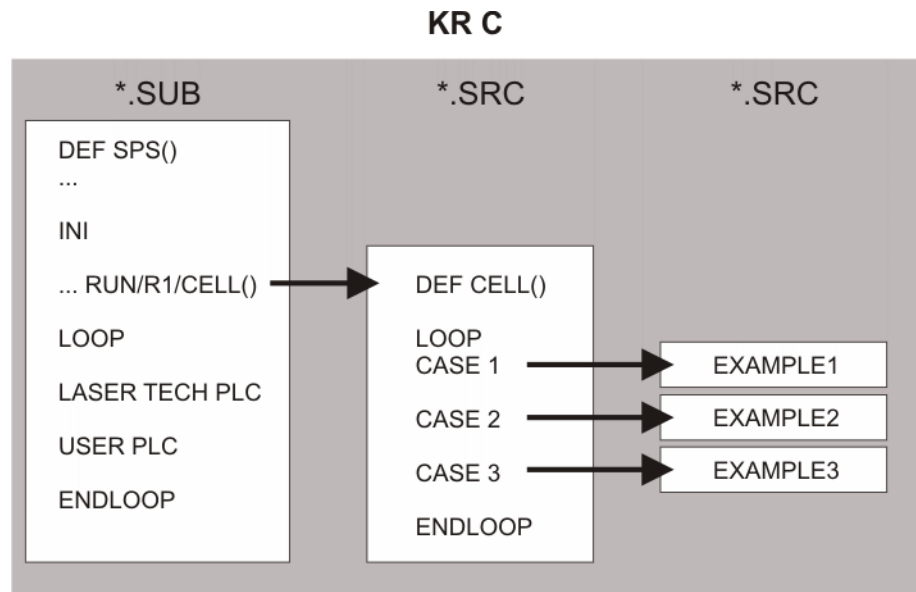 KR C
*.SUB
*.SRC
*.SRC
DEF SPS()
...
INI
... RUN/R1/CELL()
LOOP
LASER TECH PLC
USER PLC
ENDLOOP
DEF CELL()
LOOP
CASE 1
CASE 2
CASE 3
ENDLOOP
EXAMPLE1
EXAMPLE2
EXAMPLE3